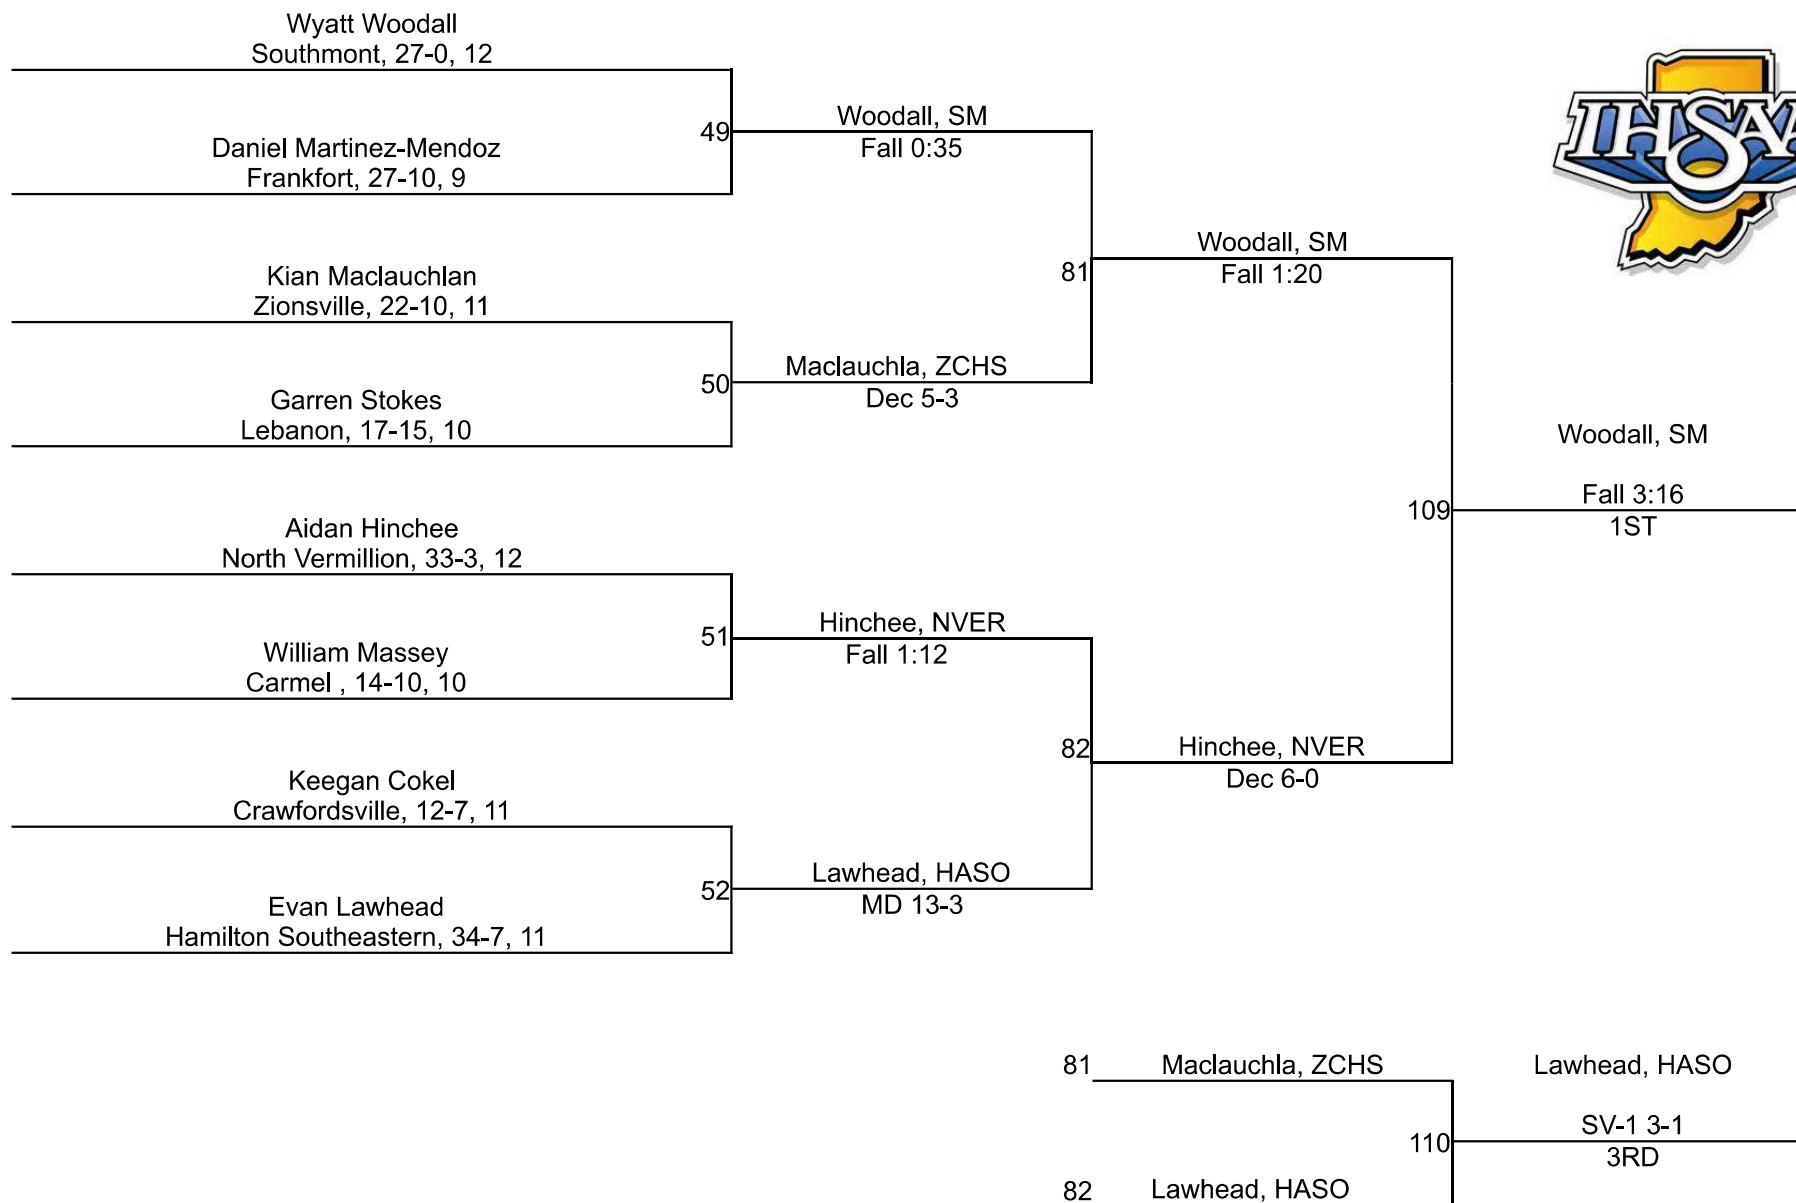 Wyatt Woodall
Southmont, 27-0, 12
Daniel Martinez-Mendoz
Frankfort, 27-10, 9
49
Woodall, SM
Fall 0:35
Kian Maclauchlan
Zionsville, 22-10, 11
Garren Stokes
Lebanon, 17-15, 10
50
Maclauchla, ZCHS
Dec 5-3
81
Woodall, SM
Fall 1:20
IHSAA
Aidan Hinchee
North Vermillion, 33-3, 12
William Massey
Carmel , 14-10, 10
51
Hinchee, NVER
Fall 1:12
Keegan Cokel
Crawfordsville, 12-7, 11
Evan Lawhead
Hamilton Southeastern, 34-7, 11
52
Lawhead, HASO
MD 13-3
82
Hinchee, NVER
Dec 6-0
109
Woodall, SM
Fall 3:16
1ST
81
Maclauchla, ZCHS
82
Lawhead, HASO
110
Lawhead, HASO
SV-1 3-1
3RD